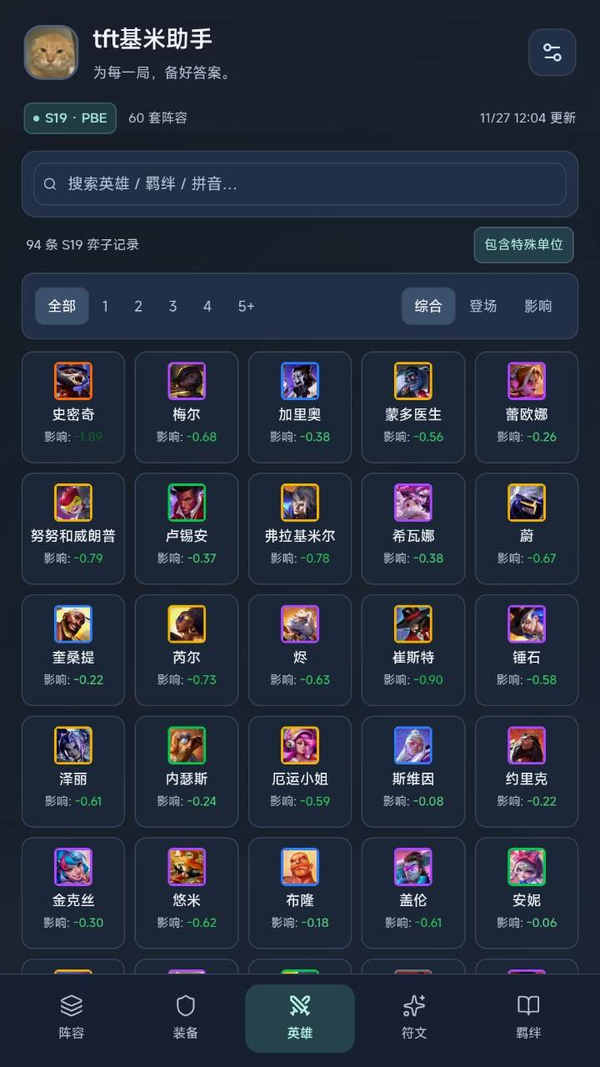 tft基米助手
为每一局，备好答案。
S19 · PBE 60 套阵容 11/27 12:04 更新
搜索英雄 / 羁绊 / 拼音...
94 条 S19 弈子记录 包含特殊单位
全部 1 2 3 4 5+ 综合 登场 影响
史密奇 梅尔 加里奥 蒙多医生 蕾欧娜
影响: -1.89 影响: -0.68 影响: -0.38 影响: -0.56 影响: -0.26
努努和威朗普 卢锡安 弗拉基米尔 希瓦娜 蔚
影响: -0.79 影响: -0.37 影响: -0.78 影响: -0.38 影响: -0.67
奎桑提 芮尔 烬 崔斯特 锤石
影响: -0.22 影响: -0.73 影响: -0.63 影响: -0.90 影响: -0.58
泽丽 内瑟斯 厄运小姐 斯维因 约里克
影响: -0.61 影响: -0.24 影响: -0.59 影响: -0.08 影响: -0.22
金克丝 悠米 布隆 盖伦 安妮
影响: -0.30 影响: -0.62 影响: -0.18 影响: -0.61 影响: -0.06
阵容 装备 英雄 符文 羁绊